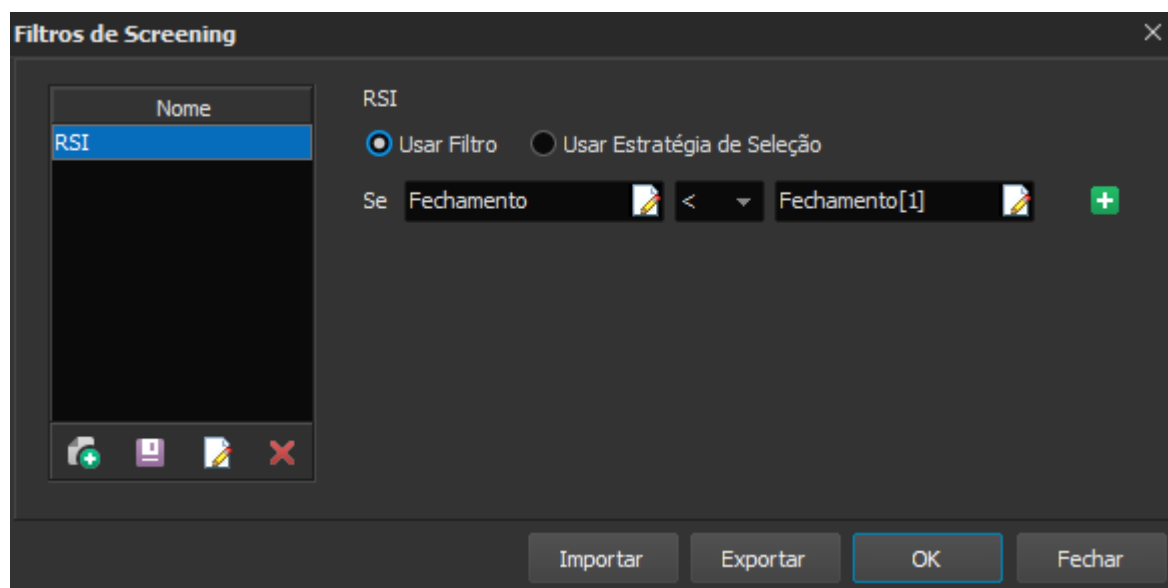 Filtros de Screening
Nome
RSI
RSI
Usar Filtro Usar Estratégia de Seleção
Se Fechamento < Fechamento[1]
Importar Exportar OK Fechar